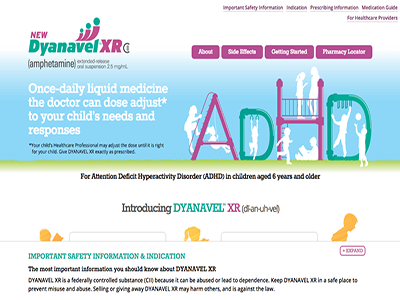 Important Safety Information Indication Prescribing Information Medication Guide
For Healthcare Providers
NEW
Dyanavel XR CII
(amphetamine) extended-release
oral suspension 2.5 mg/mL
About Side Effects Getting Started Pharmacy Locator
Once-daily liquid medicine
the doctor can dose adjust*
to your child's needs and
responses
*Your child's Healthcare Professional may adjust the dose until it is right
for your child. Give DYANAVEL XR exactly as prescribed.
ADHD
For Attention Deficit Hyperactivity Disorder (ADHD) in children aged 6 years and older
Introducing DYANAVEL™ XR (dī-an-uh-vel)
+ EXPAND
IMPORTANT SAFETY INFORMATION & INDICATION
The most important information you should know about DYANAVEL XR
DYANAVEL XR is a federally controlled substance (CII) because it can be abused or lead to dependence. Keep DYANAVEL XR in a safe place to
prevent misuse and abuse. Selling or giving away DYANAVEL XR may harm others, and is against the law.